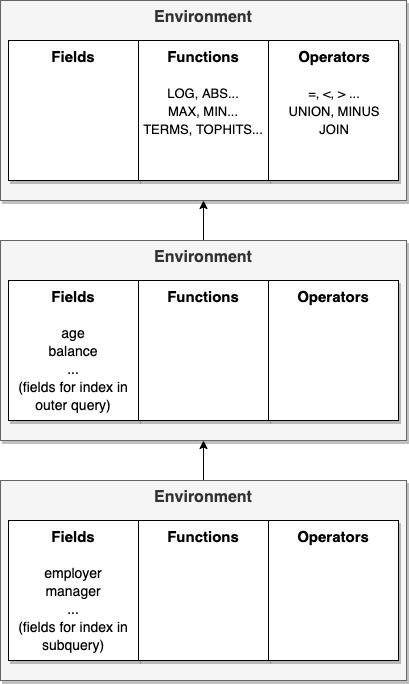 Environment
Fields
Functions
Operators
LOG, ABS...
MAX, MIN...
TERMS, TOPHITS...
=, <, > ...
UNION, MINUS
JOIN
Environment
Fields
Functions
Operators
age
balance
...
(fields for index in
outer query)
Environment
Fields
Functions
Operators
employer
manager
...
(fields for index in
subquery)